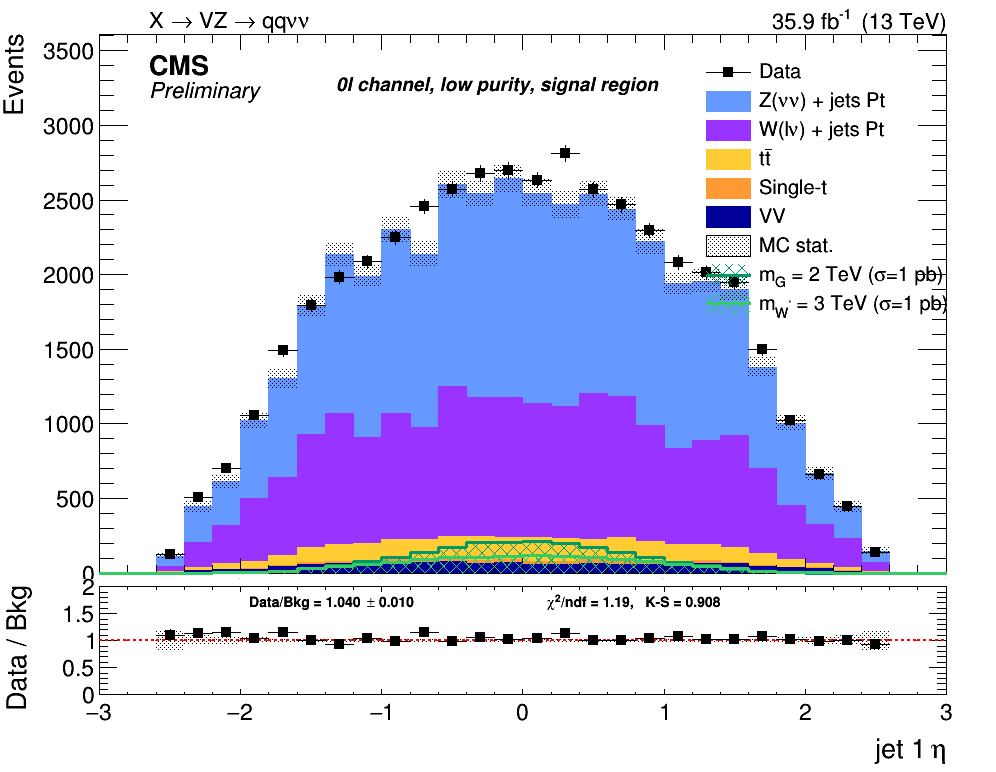 X → VZ → qqνν 35.9 fb⁻¹ (13 TeV)
Events
3500
3000
2500
2000
1500
1000
500
0
CMS
Preliminary
0l channel, low purity, signal region
Data
Z(νν) + jets Pt
W(lν) + jets Pt
tt̄
Single-t
VV
MC stat.
m_G = 2 TeV (σ=1 pb)
m_W' = 3 TeV (σ=1 pb)
Data / Bkg
2
1.5
1
0.5
0
Data/Bkg = 1.040 ± 0.010 χ²/ndf = 1.19, K-S = 0.908
−3 −2 −1 0 1 2 3
jet 1 η